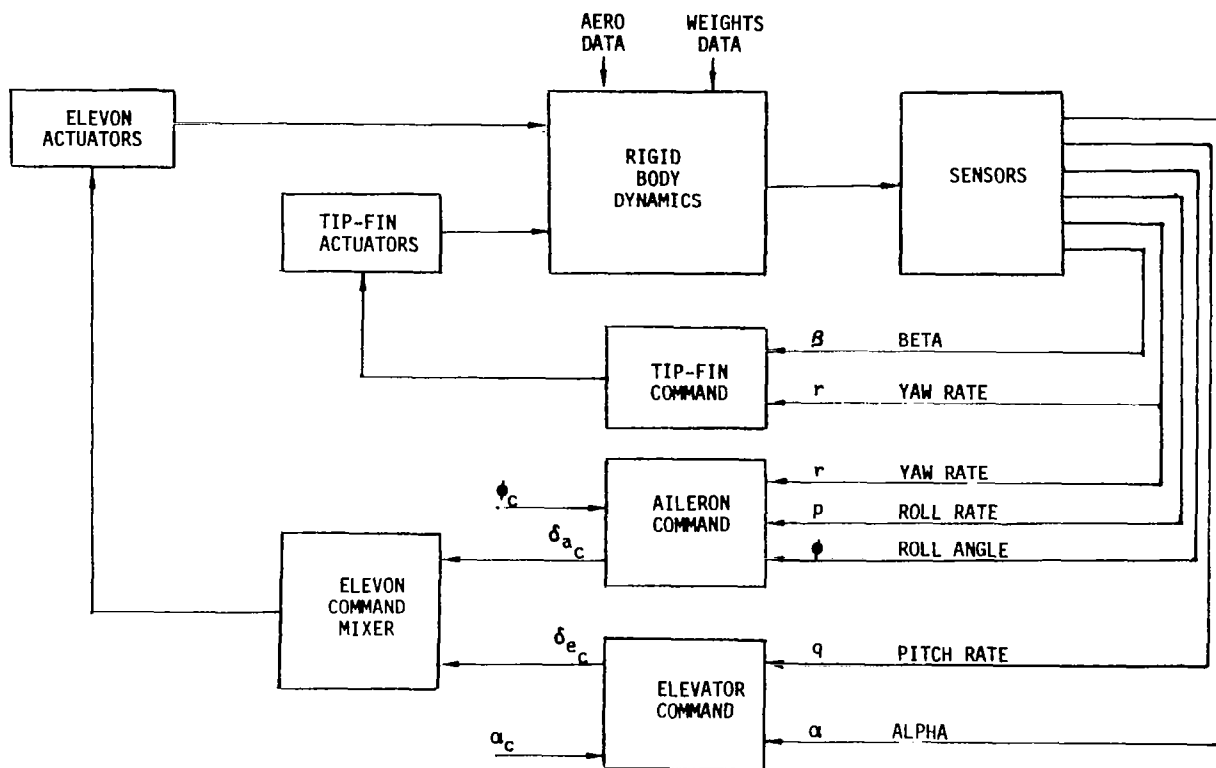 AERO
DATA
WEIGHTS
DATA
ELEVON
ACTUATORS
RIGID
BODY
DYNAMICS
SENSORS
TIP-FIN
ACTUATORS
TIP-FIN
COMMAND
β BETA
r YAW RATE
AILERON
COMMAND
ϕc
δac
r YAW RATE
p ROLL RATE
ϕ ROLL ANGLE
ELEVON
COMMAND
MIXER
δec
ELEVATOR
COMMAND
q PITCH RATE
αc
α ALPHA